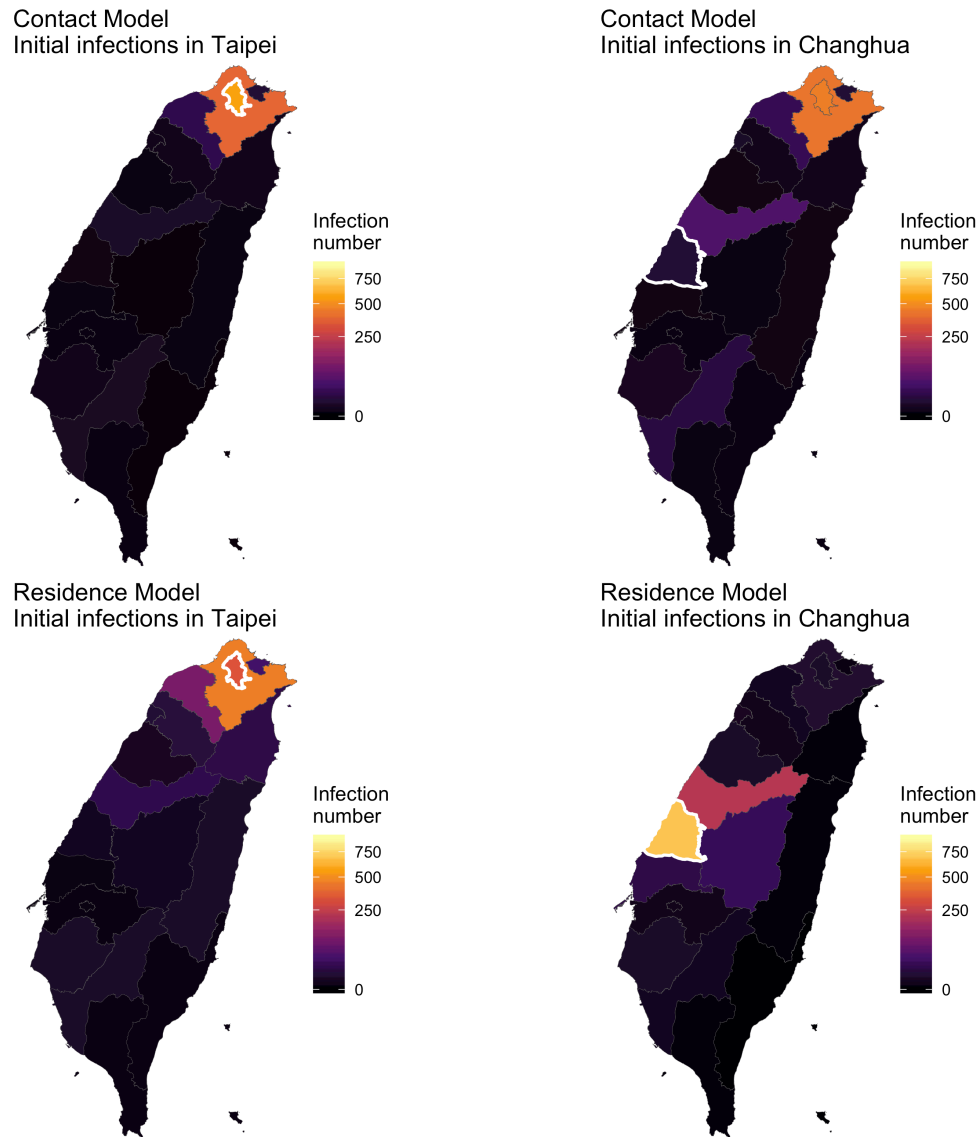 Contact Model
Initial infections in Taipei
Infection
number
750
500
250
0
Contact Model
Initial infections in Changhua
Infection
number
750
500
250
0
Residence Model
Initial infections in Taipei
Infection
number
750
500
250
0
Residence Model
Initial infections in Changhua
Infection
number
750
500
250
0